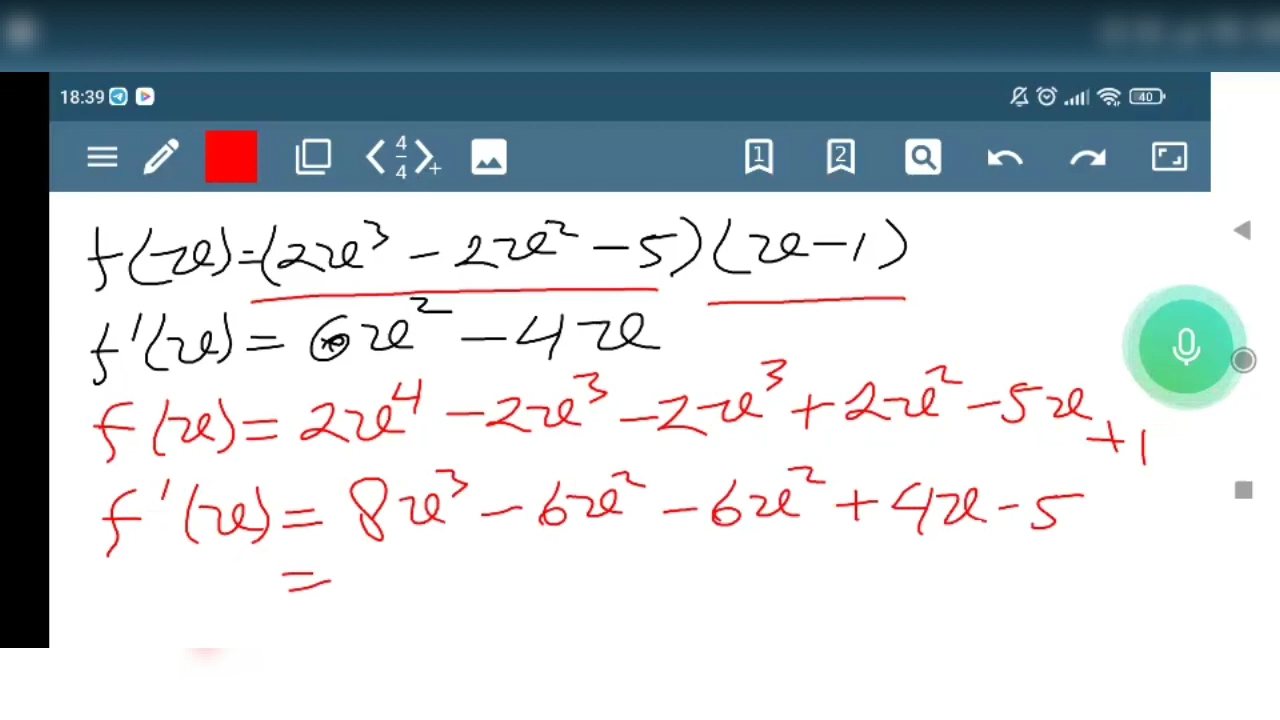 18:39 40
4/4 + 1 2
f(x)=(2x³ - 2x² - 5)(x-1)
f'(x) = 6x² - 4x
f(x) = 2x⁴ - 2x³ - 2x³ + 2x² - 5x + 1
f'(x) = 8x³ - 6x² - 6x² + 4x - 5
=